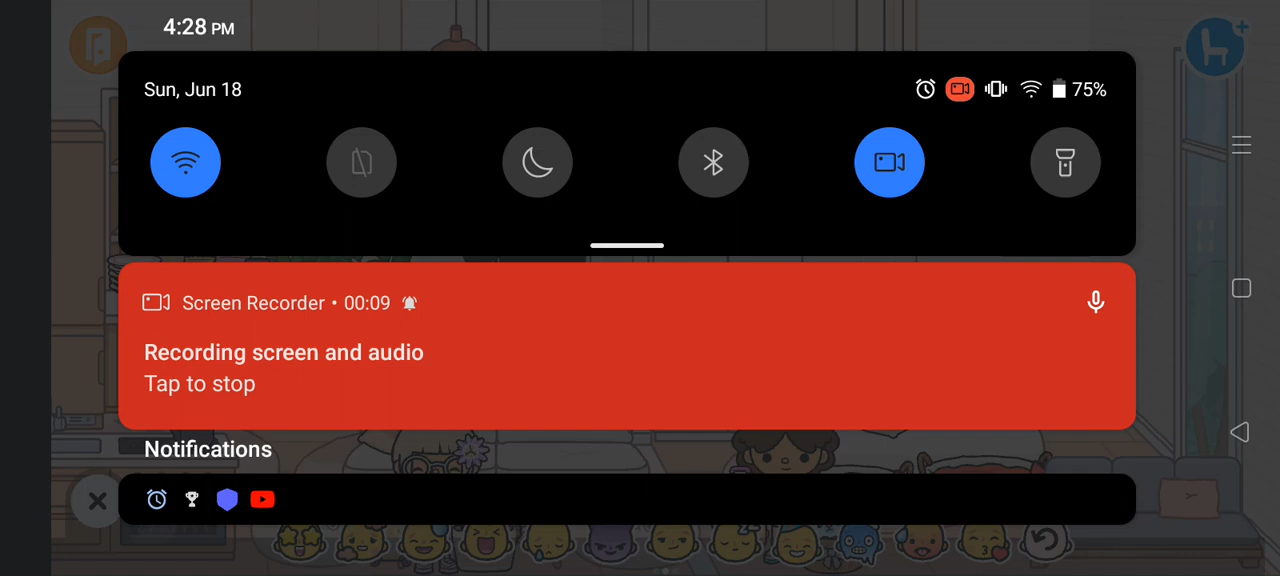 4:28 PM
Sun, Jun 18
75%
Screen Recorder • 00:09
Recording screen and audio
Tap to stop
Notifications